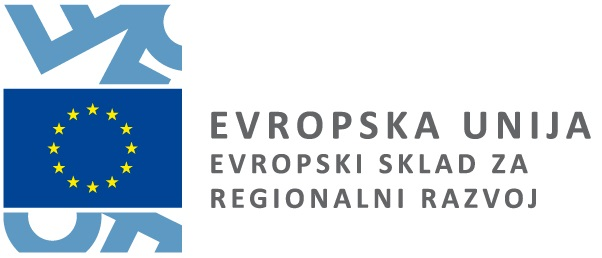 EVROPSKA UNIJA
EVROPSKI SKLAD ZA
REGIONALNI RAZVOJ